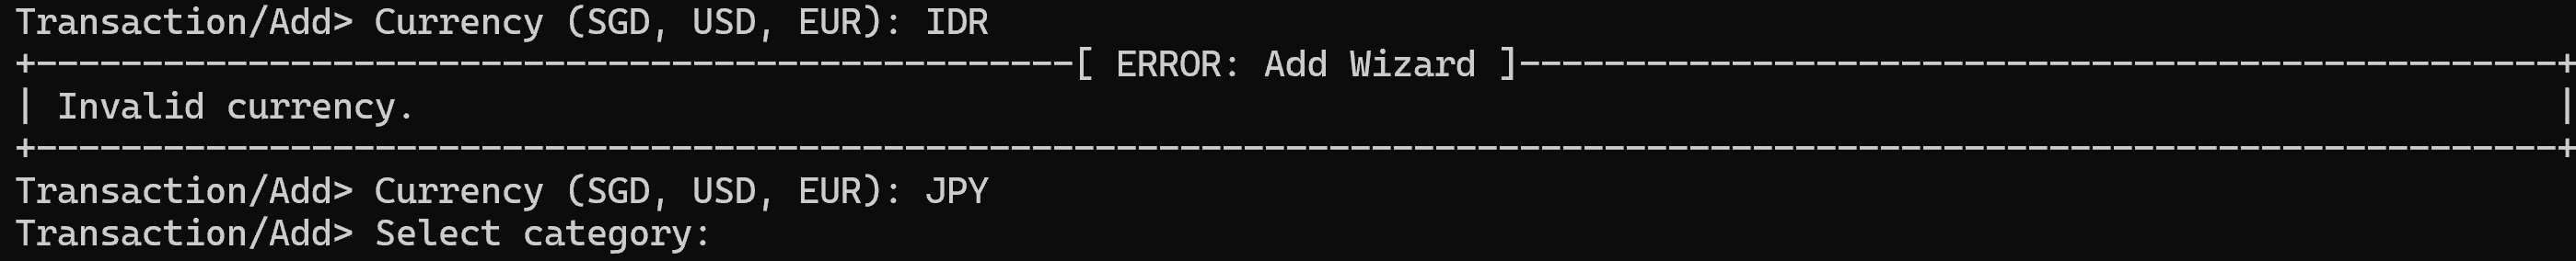 Transaction/Add> Currency (SGD, USD, EUR): IDR
+-------------------------------------------------[ ERROR: Add Wizard ]-------------------------------------------------+
| Invalid currency. |
+-----------------------------------------------------------------------------------------------------------------------+
Transaction/Add> Currency (SGD, USD, EUR): JPY
Transaction/Add> Select category: